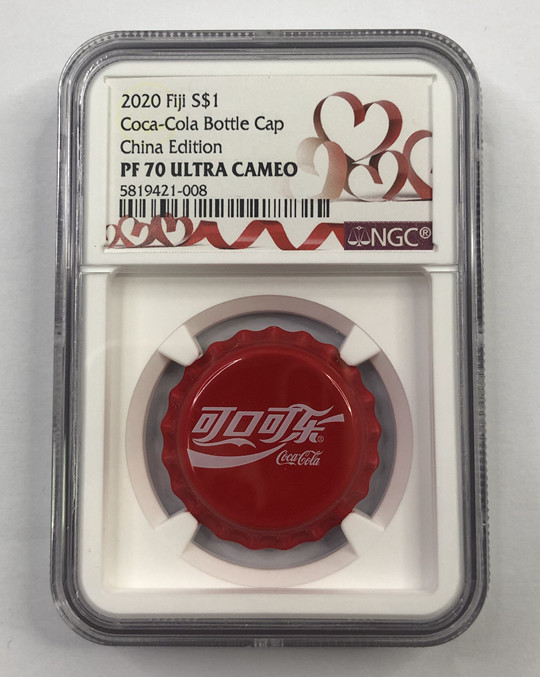 2020 Fiji S$1
Coca-Cola Bottle Cap
China Edition
PF 70 ULTRA CAMEO
5819421-008
NGC®
可口可乐®
Coca-Cola